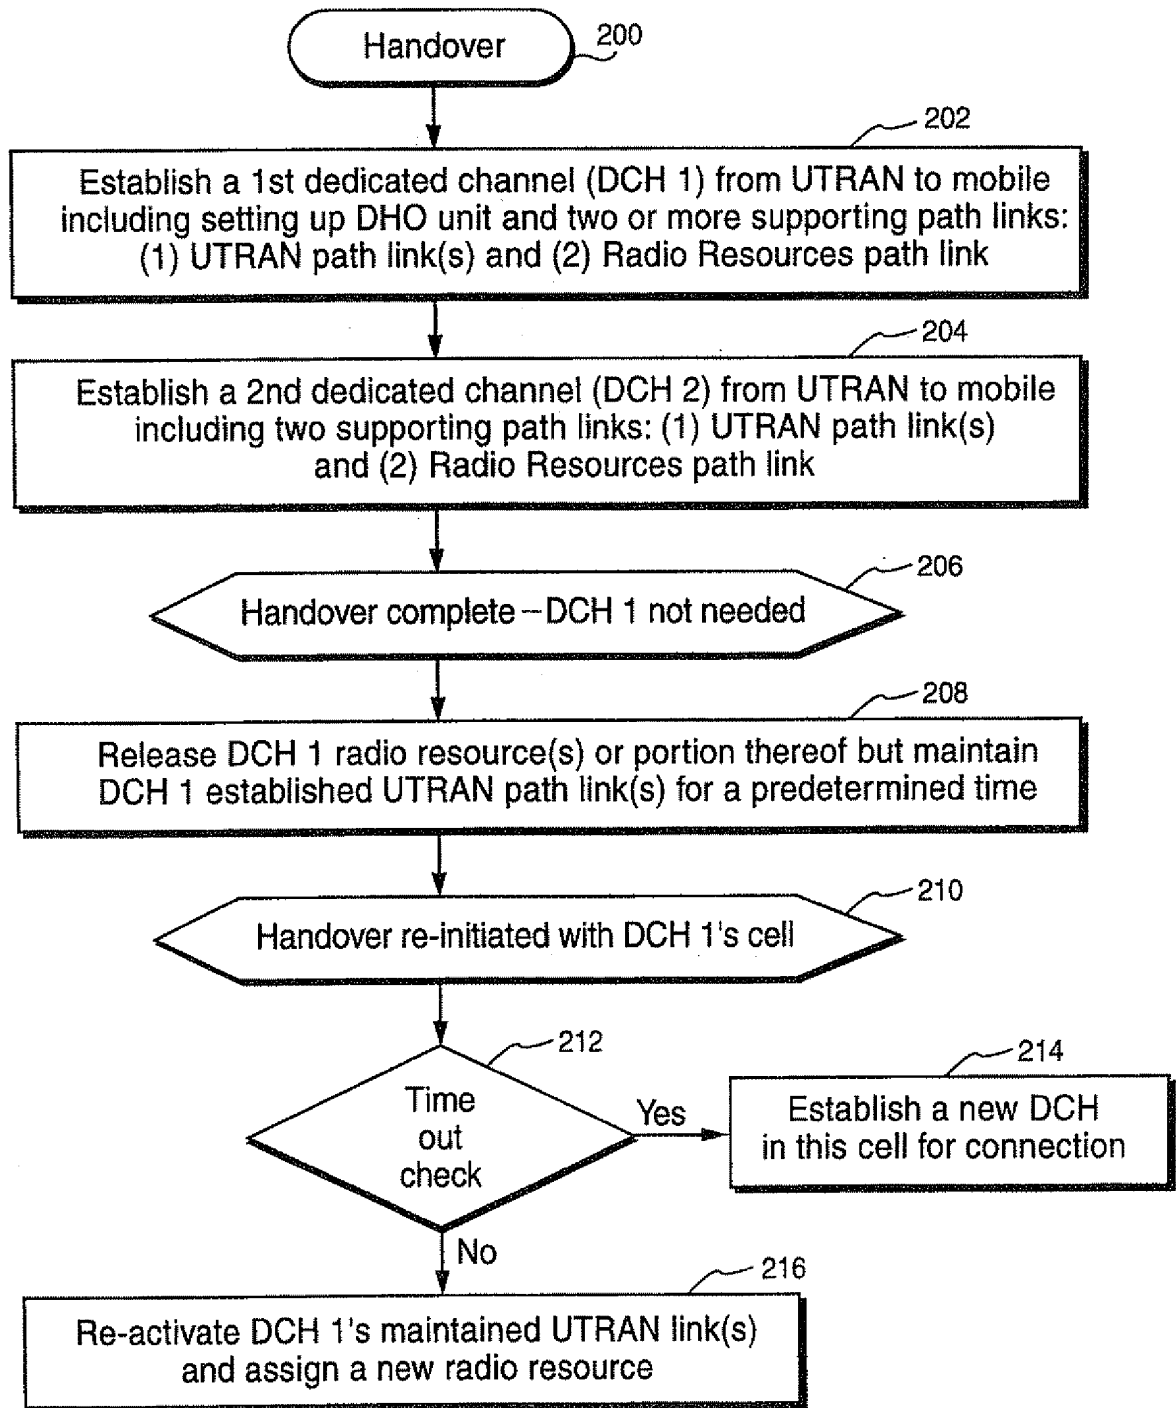 Handover
200
202
Establish a 1st dedicated channel (DCH 1) from UTRAN to mobile
including setting up DHO unit and two or more supporting path links:
(1) UTRAN path link(s) and (2) Radio Resources path link
204
Establish a 2nd dedicated channel (DCH 2) from UTRAN to mobile
including two supporting path links: (1) UTRAN path link(s)
and (2) Radio Resources path link
206
Handover complete – DCH 1 not needed
208
Release DCH 1 radio resource(s) or portion thereof but maintain
DCH 1 established UTRAN path link(s) for a predetermined time
210
Handover re-initiated with DCH 1's cell
212
Time
out
check
Yes
214
Establish a new DCH
in this cell for connection
No
216
Re-activate DCH 1's maintained UTRAN link(s)
and assign a new radio resource